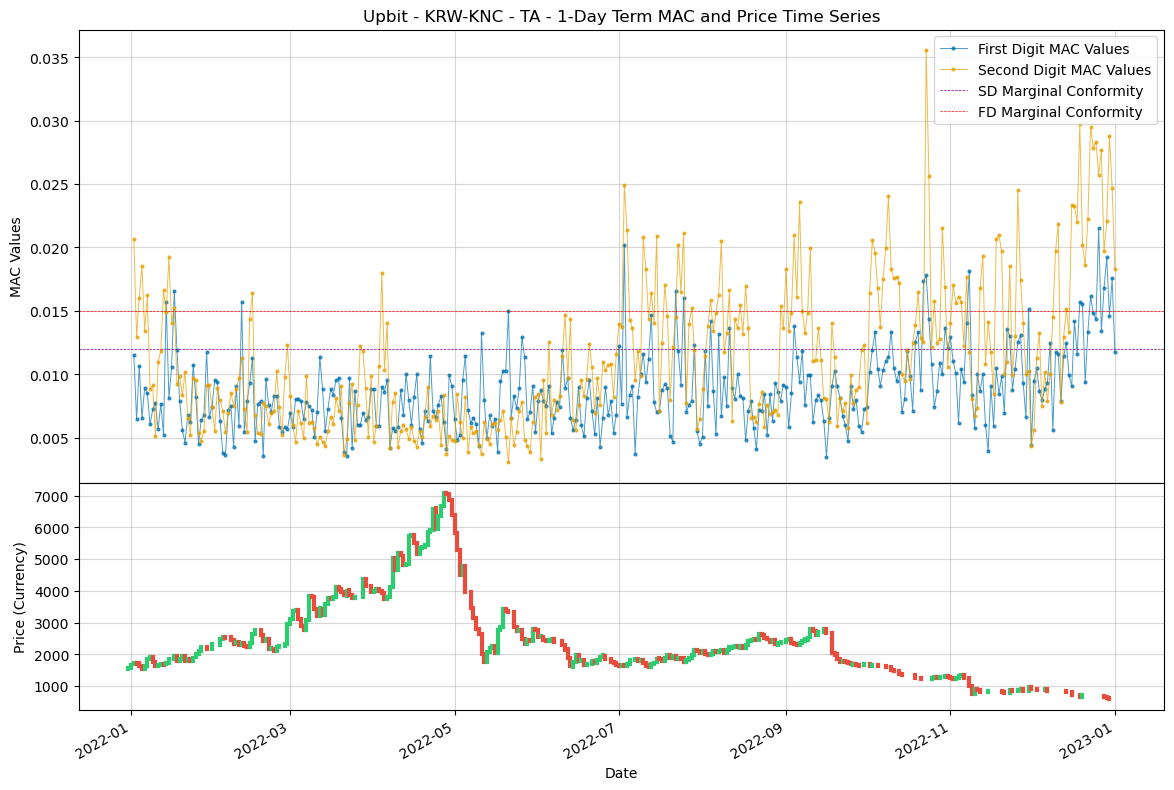 Upbit - KRW-KNC - TA - 1-Day Term MAC and Price Time Series
First Digit MAC Values
Second Digit MAC Values
SD Marginal Conformity
FD Marginal Conformity
MAC Values
0.035
0.030
0.025
0.020
0.015
0.010
0.005
Price (Currency)
7000
6000
5000
4000
3000
2000
1000
2022-01
2022-03
2022-05
2022-07
2022-09
2022-11
2023-01
Date